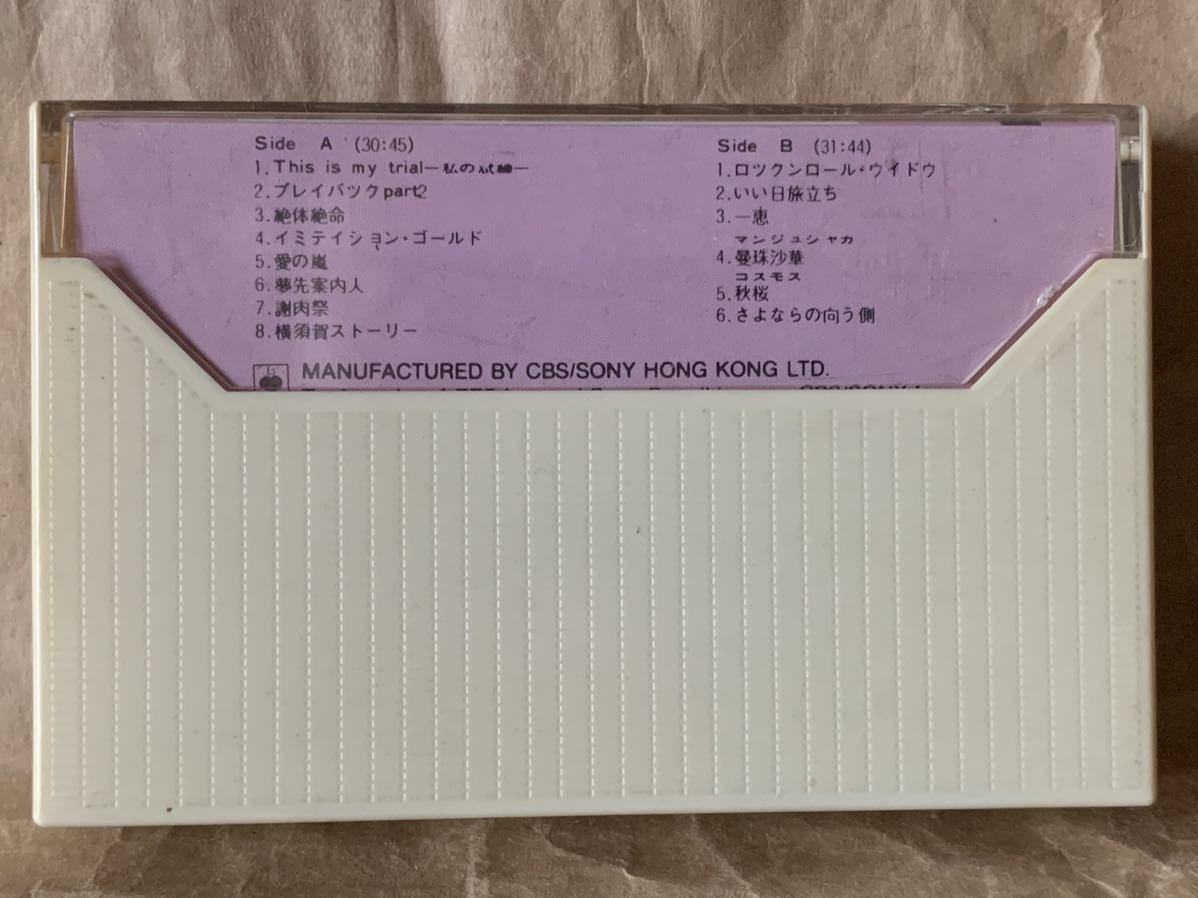 Side A (30:45)
1.This is my trial—私の試練—
2.プレイバツクpart2
3.絶体絶命
4.イミテイション・ゴールド
5.愛の嵐
6.夢先案内人
7.謝肉祭
8.横須賀ストーリー
Side B (31:44)
1.ロツクンロール・ウイドウ
2.いい日旅立ち
3.一恵
マンジュシャカ
4.曼珠沙華
コスモス
5.秋桜
6.さよならの向う側
MANUFACTURED BY CBS/SONY HONG KONG LTD.